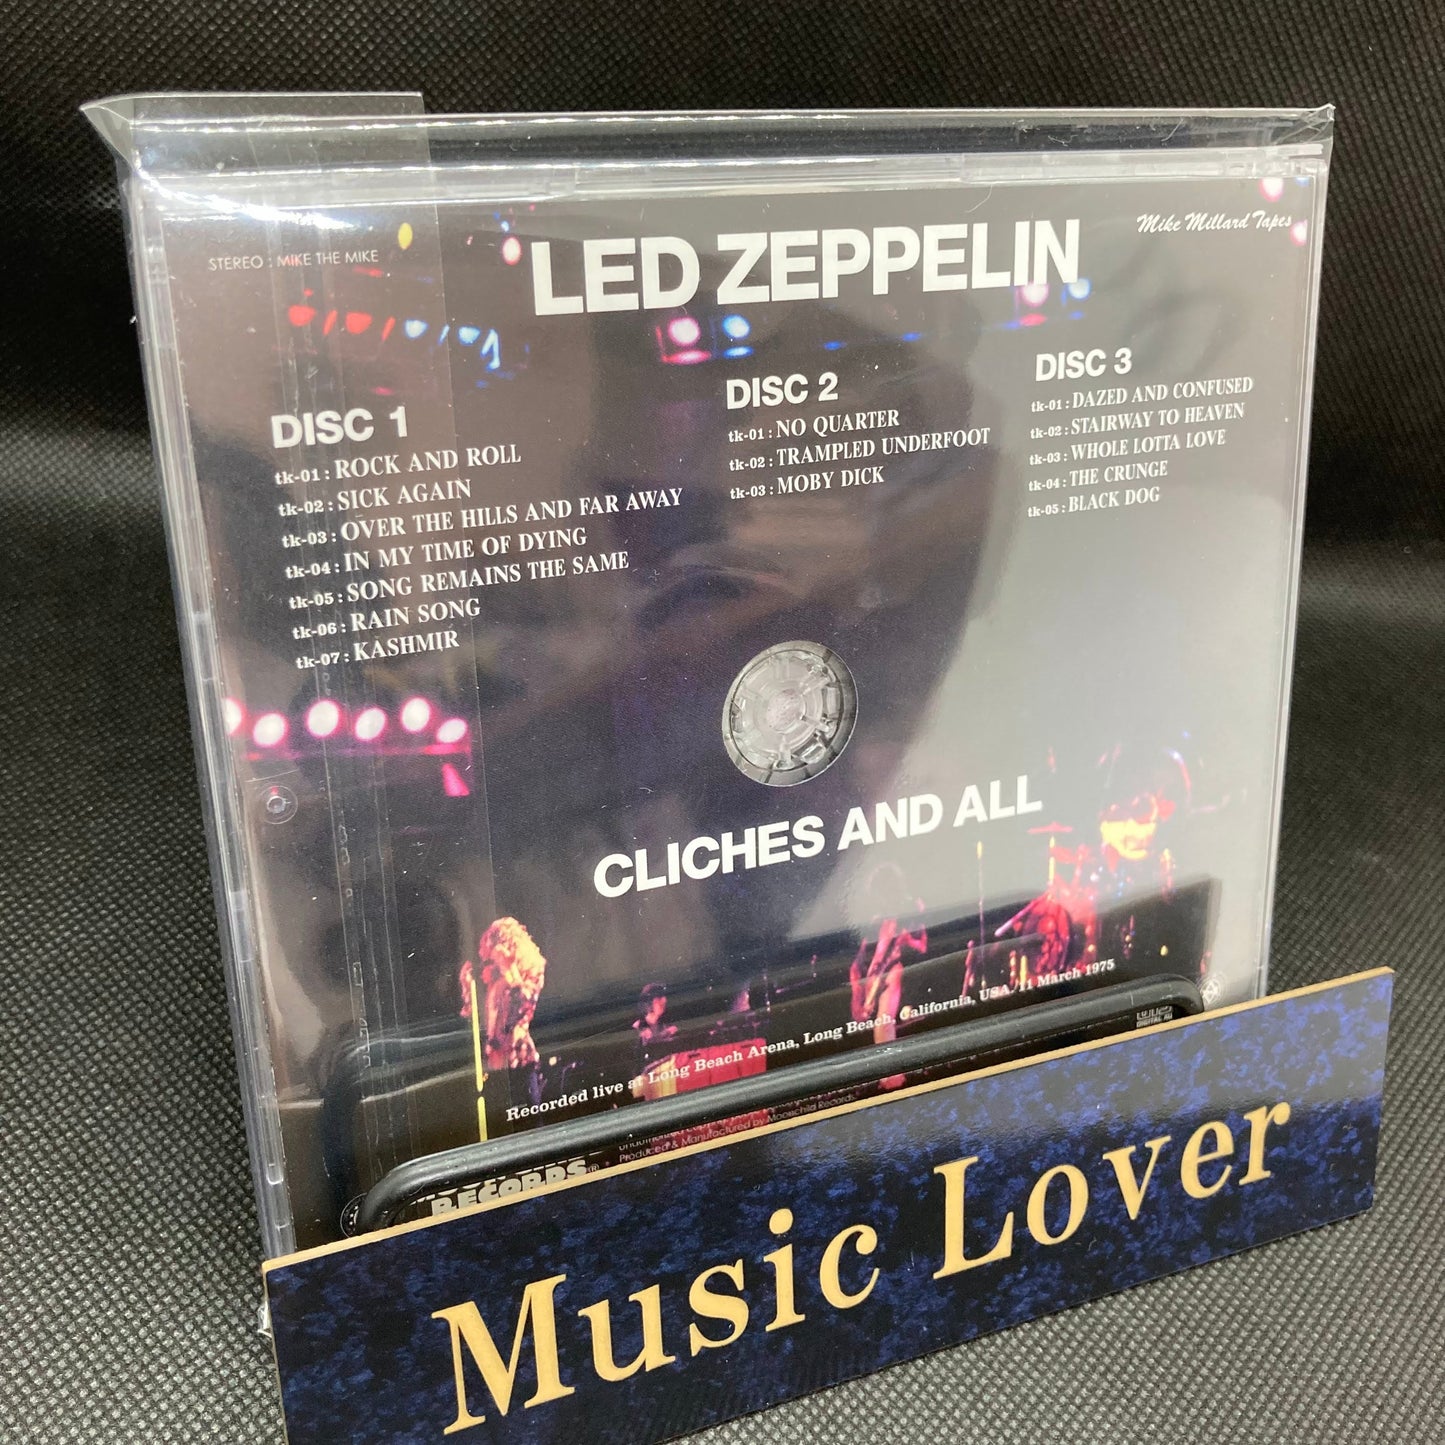 Mike Millard Tapes
STEREO : MIKE THE MIKE
LED ZEPPELIN
DISC 1
tk-01 : ROCK AND ROLL
tk-02 : SICK AGAIN
tk-03 : OVER THE HILLS AND FAR AWAY
tk-04 : IN MY TIME OF DYING
tk-05 : SONG REMAINS THE SAME
tk-06 : RAIN SONG
tk-07 : KASHMIR
DISC 2
tk-01 : NO QUARTER
tk-02 : TRAMPLED UNDERFOOT
tk-03 : MOBY DICK
DISC 3
tk-01 : DAZED AND CONFUSED
tk-02 : STAIRWAY TO HEAVEN
tk-03 : WHOLE LOTTA LOVE
tk-04 : THE CRUNGE
tk-05 : BLACK DOG
CLICHES AND ALL
Recorded live at Long Beach Arena, Long Beach, California, USA. 11 March 1975
Produced & Manufactured by Moonchild Records.
RECORDS®
Music Lover